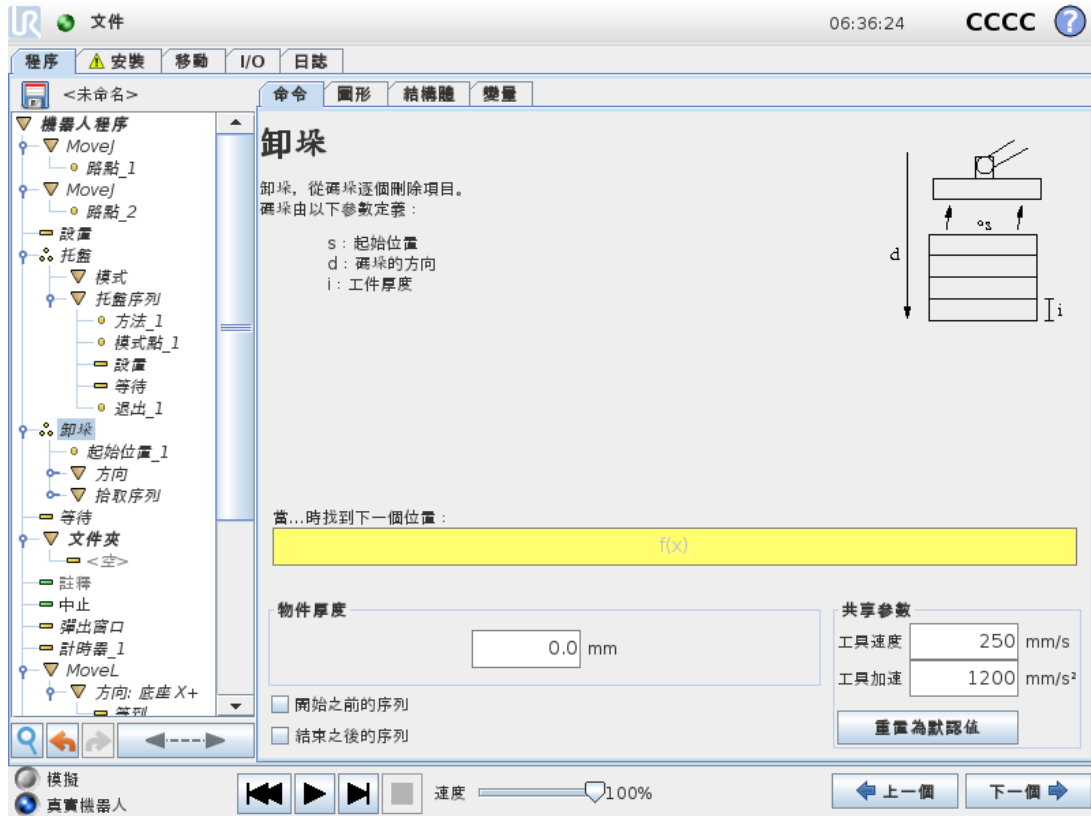 UR 文件 06:36:24 CCCC ?
程序 安裝 移動 I/O 日誌
<未命名>
機器人程序
MoveJ
路點_1
MoveJ
路點_2
設置
托盤
模式
托盤序列
方法_1
模式點_1
設置
等待
退出_1
卸垛
起始位置_1
方向
拾取序列
等待
文件夾
<空>
註釋
中止
彈出窗口
計時器_1
MoveL
方向: 底座 X+
等到
命令 圖形 結構體 變量
卸垛
卸垛，從碼垛逐個刪除項目。
碼垛由以下參數定義：
s：起始位置
d：碼垛的方向
i：工件厚度
s
d
i
當...時找到下一個位置：
f(x)
物件厚度
0.0 mm
開始之前的序列
結束之後的序列
共享參數
工具速度 250 mm/s
工具加速 1200 mm/s²
重置為默認值
模擬
真實機器人
速度 100%
上一個 下一個